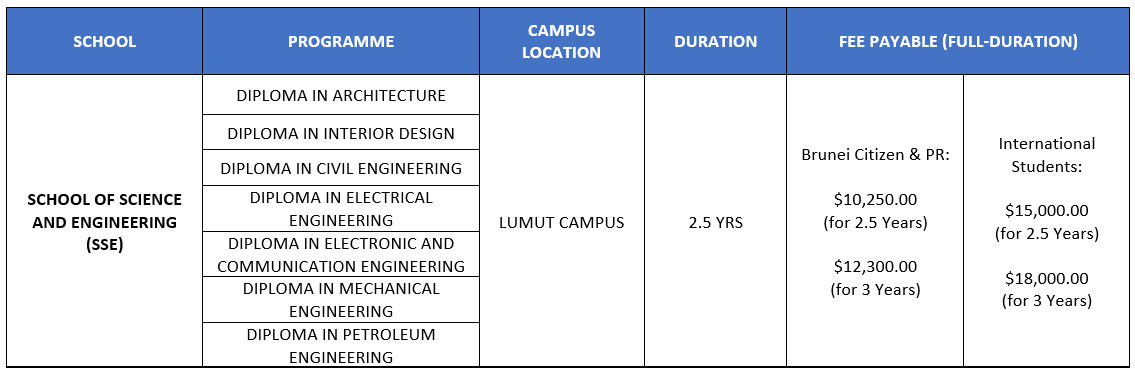 SCHOOL
PROGRAMME
CAMPUS
LOCATION
DURATION
FEE PAYABLE (FULL-DURATION)
SCHOOL OF SCIENCE
AND ENGINEERING
(SSE)
DIPLOMA IN ARCHITECTURE
DIPLOMA IN INTERIOR DESIGN
DIPLOMA IN CIVIL ENGINEERING
DIPLOMA IN ELECTRICAL
ENGINEERING
DIPLOMA IN ELECTRONIC AND
COMMUNICATION ENGINEERING
DIPLOMA IN MECHANICAL
ENGINEERING
DIPLOMA IN PETROLEUM
ENGINEERING
LUMUT CAMPUS
2.5 YRS
Brunei Citizen & PR:
$10,250.00
(for 2.5 Years)
$12,300.00
(for 3 Years)
International
Students:
$15,000.00
(for 2.5 Years)
$18,000.00
(for 3 Years)